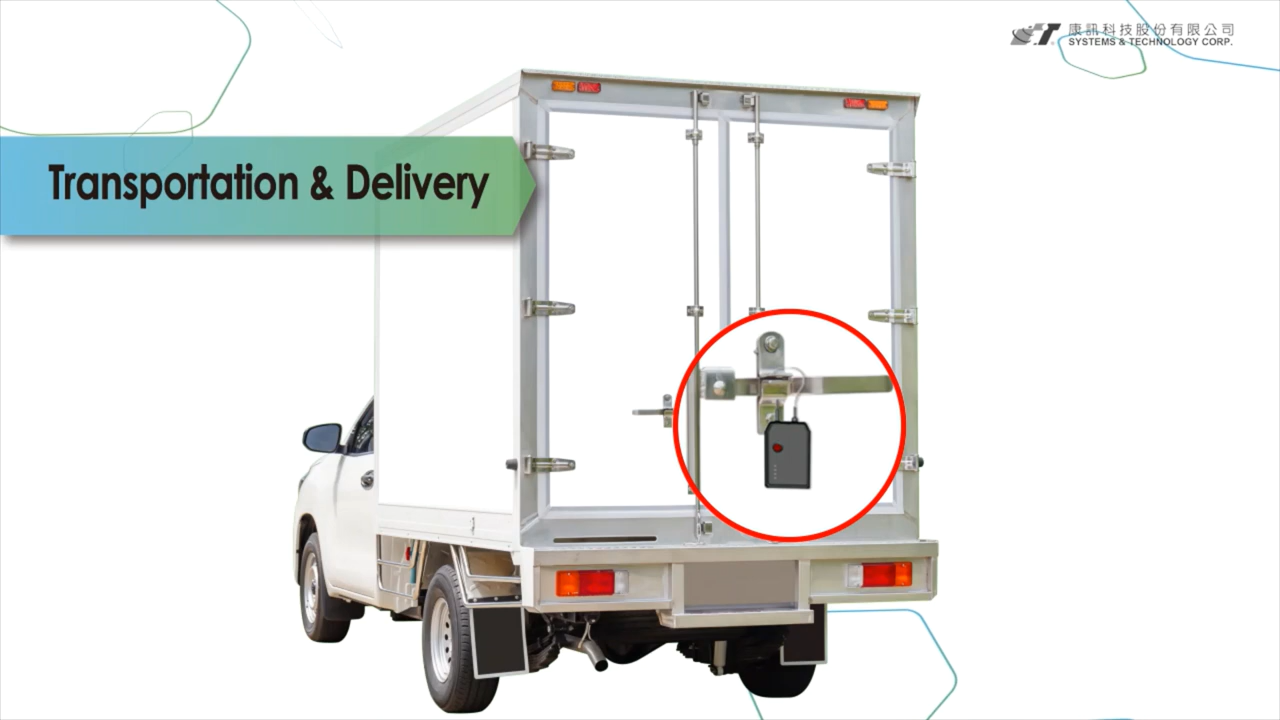 康訊科技股份有限公司
SYSTEMS & TECHNOLOGY CORP.
Transportation & Delivery